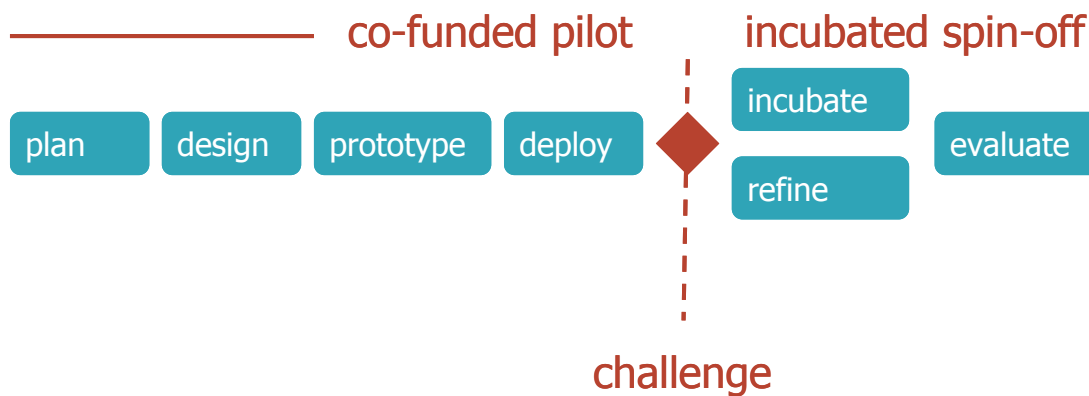 co-funded pilot
incubated spin-off
plan
design
prototype
deploy
incubate
refine
evaluate
challenge